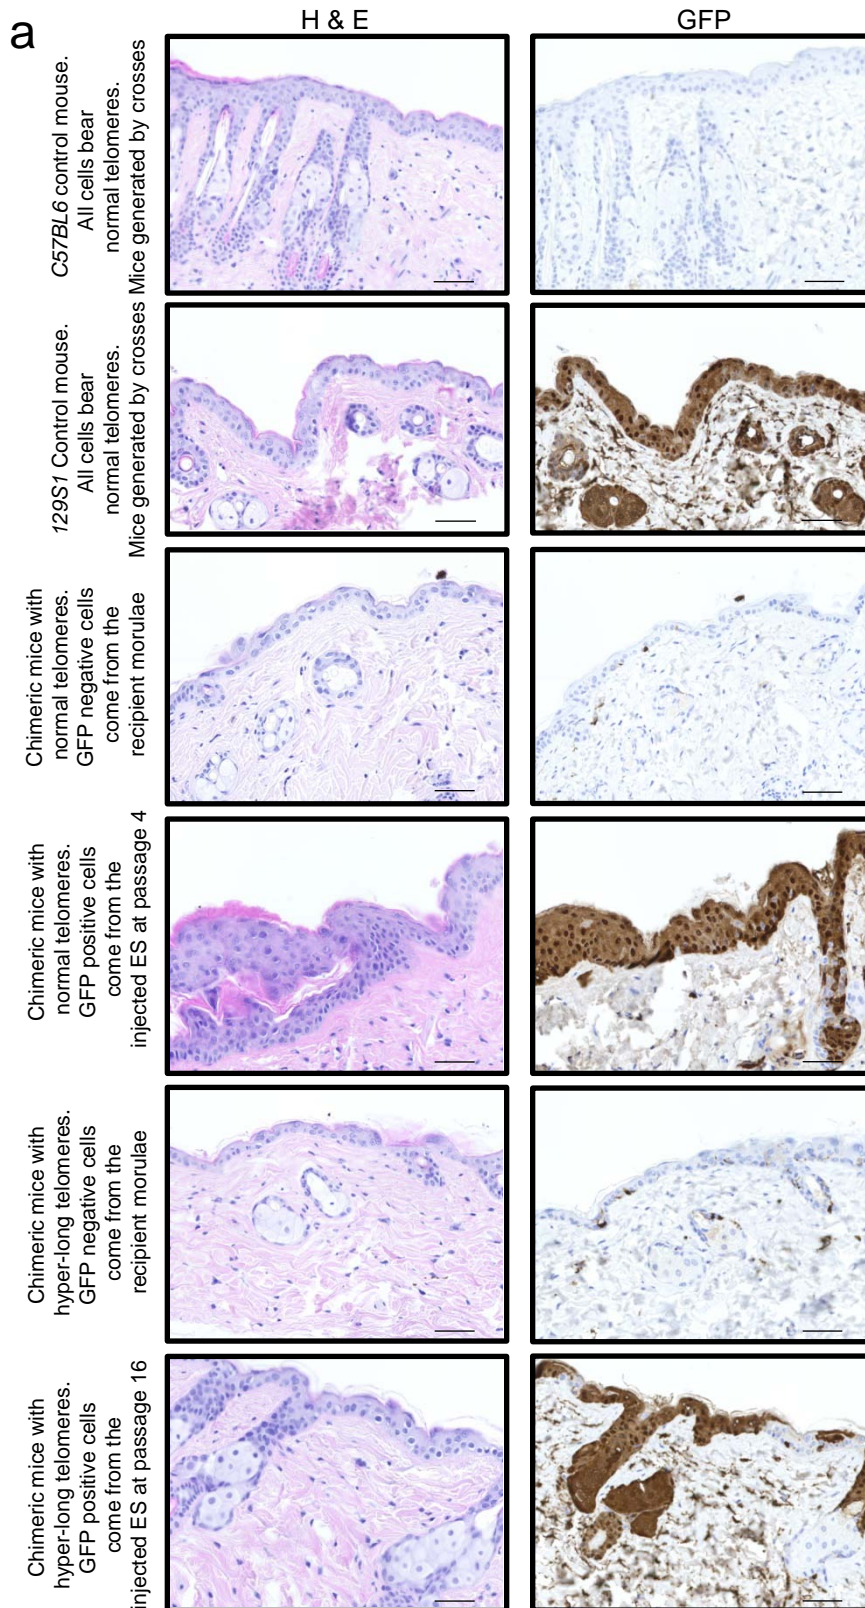 a
H & E
GFP
C57BL6 control mouse.
All cells bear
normal telomeres.
Mice generated by crosses
129S1 Control mouse.
All cells bear
normal telomeres.
Mice generated by crosses
Chimeric mice with
normal telomeres.
GFP negative cells
come from the
recipient morulae
Chimeric mice with
normal telomeres.
GFP positive cells
come from the
injected ES at passage 4
Chimeric mice with
hyper-long telomeres.
GFP negative cells
come from the
recipient morulae
Chimeric mice with
hyper-long telomeres.
GFP positive cells
come from the
injected ES at passage 16